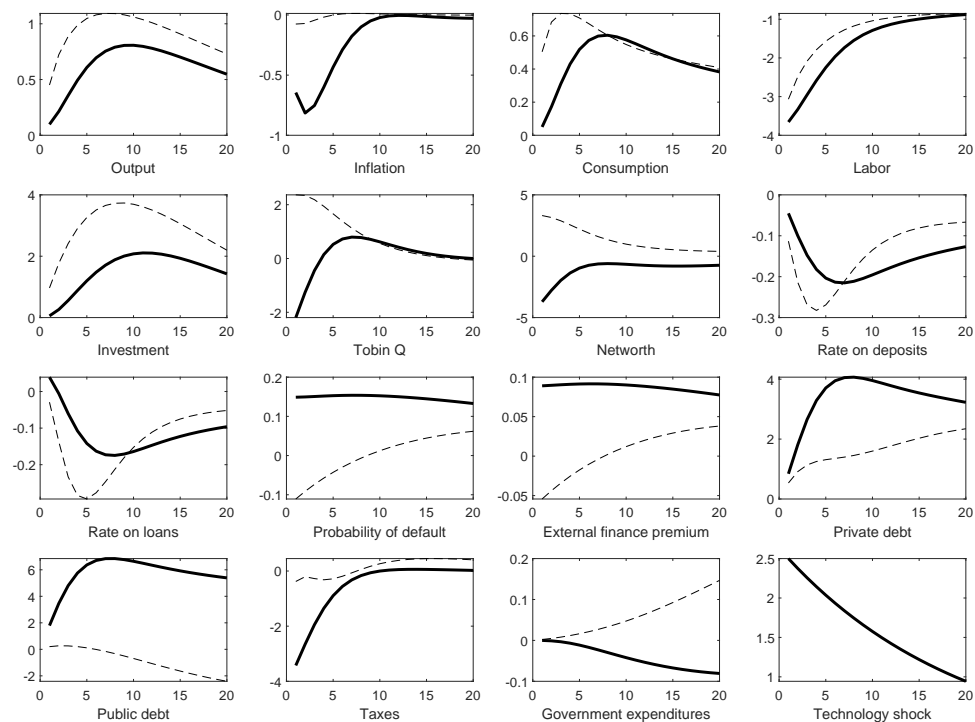 1
0.5
0
0 5 10 15 20
Output
0
-0.5
-1
0 5 10 15 20
Inflation
0.6
0.4
0.2
0
0 5 10 15 20
Consumption
-1
-2
-3
-4
0 5 10 15 20
Labor
4
2
0
0 5 10 15 20
Investment
2
0
-2
0 5 10 15 20
Tobin Q
5
0
-5
0 5 10 15 20
Networth
0
-0.1
-0.2
-0.3
0 5 10 15 20
Rate on deposits
0
-0.1
-0.2
0 5 10 15 20
Rate on loans
0.2
0.1
0
-0.1
0 5 10 15 20
Probability of default
0.1
0.05
0
-0.05
0 5 10 15 20
External finance premium
4
2
0
0 5 10 15 20
Private debt
6
4
2
0
-2
0 5 10 15 20
Public debt
0
-2
-4
0 5 10 15 20
Taxes
0.2
0.1
0
-0.1
0 5 10 15 20
Government expenditures
2.5
2
1.5
1
0 5 10 15 20
Technology shock